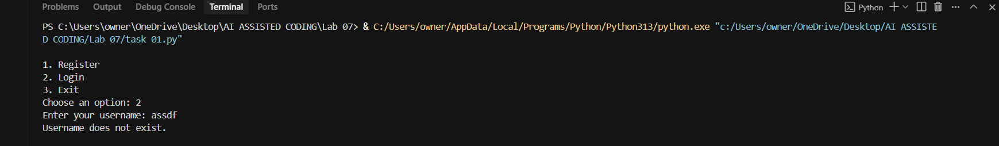 Problems Output Debug Console Terminal Ports Python
PS C:\Users\owner\OneDrive\Desktop\AI ASSISTED CODING\Lab 07> & C:/Users/owner/AppData/Local/Programs/Python/Python313/python.exe "c:/Users/owner/OneDrive/Desktop/AI ASSISTE
D CODING/Lab 07/task 01.py"
1. Register
2. Login
3. Exit
Choose an option: 2
Enter your username: assdf
Username does not exist.